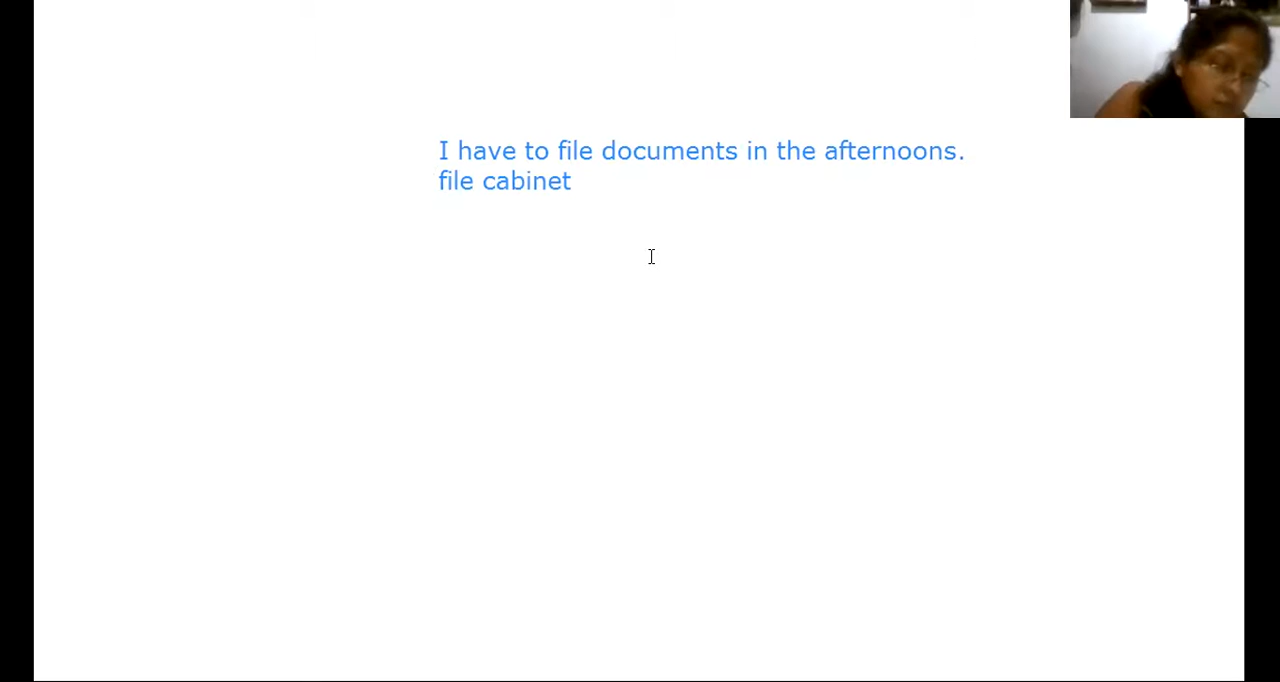 I have to file documents in the afternoons.
file cabinet